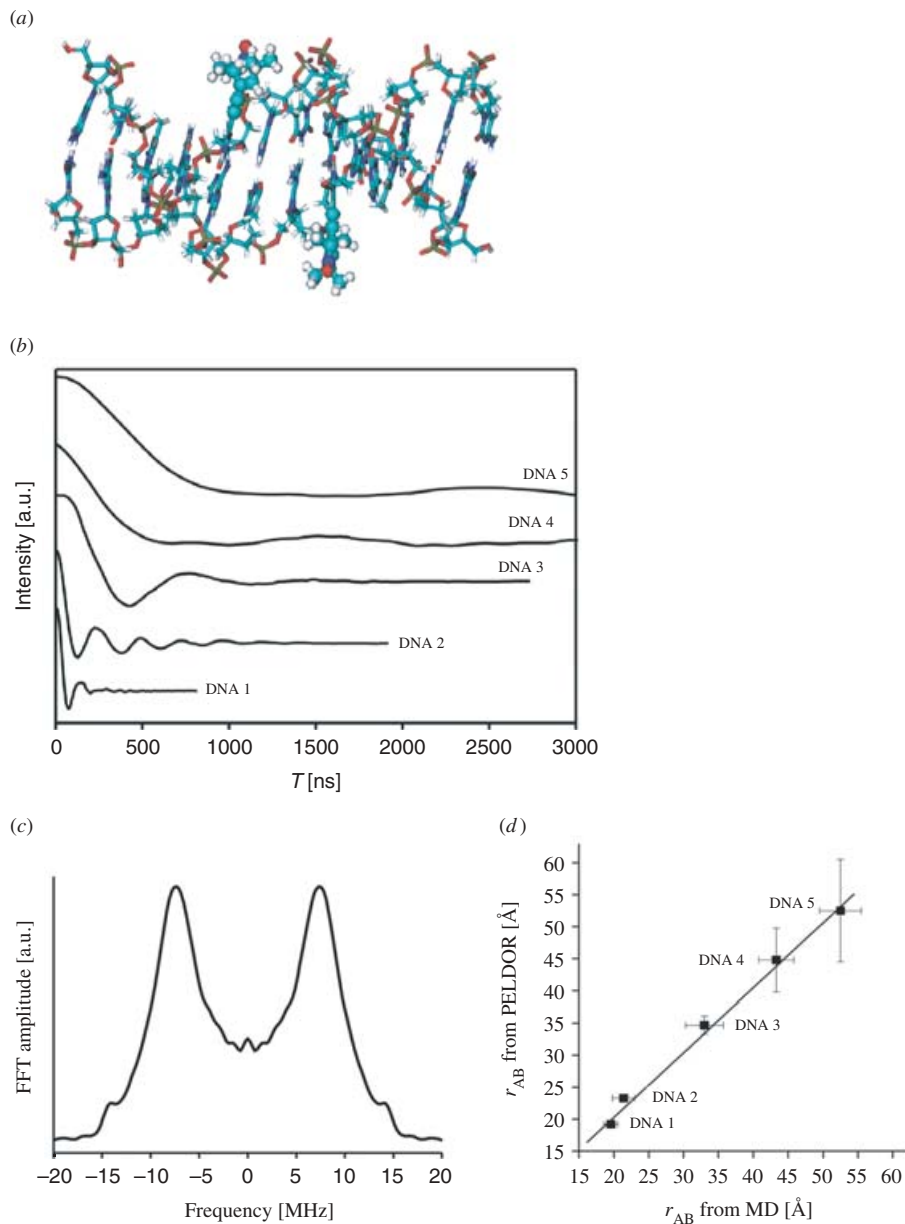 (a)
(b)
Intensity [a.u.]
DNA 5
DNA 4
DNA 3
DNA 2
DNA 1
0 500 1000 1500 2000 2500 3000
T [ns]
(c)
FFT amplitude [a.u.]
−20 −15 −10 −5 0 5 10 15 20
Frequency [MHz]
(d)
r_AB from PELDOR [Å]
60
55
50
45
40
35
30
25
20
15
DNA 5
DNA 4
DNA 3
DNA 2
DNA 1
15 20 25 30 35 40 45 50 55 60
r_AB from MD [Å]